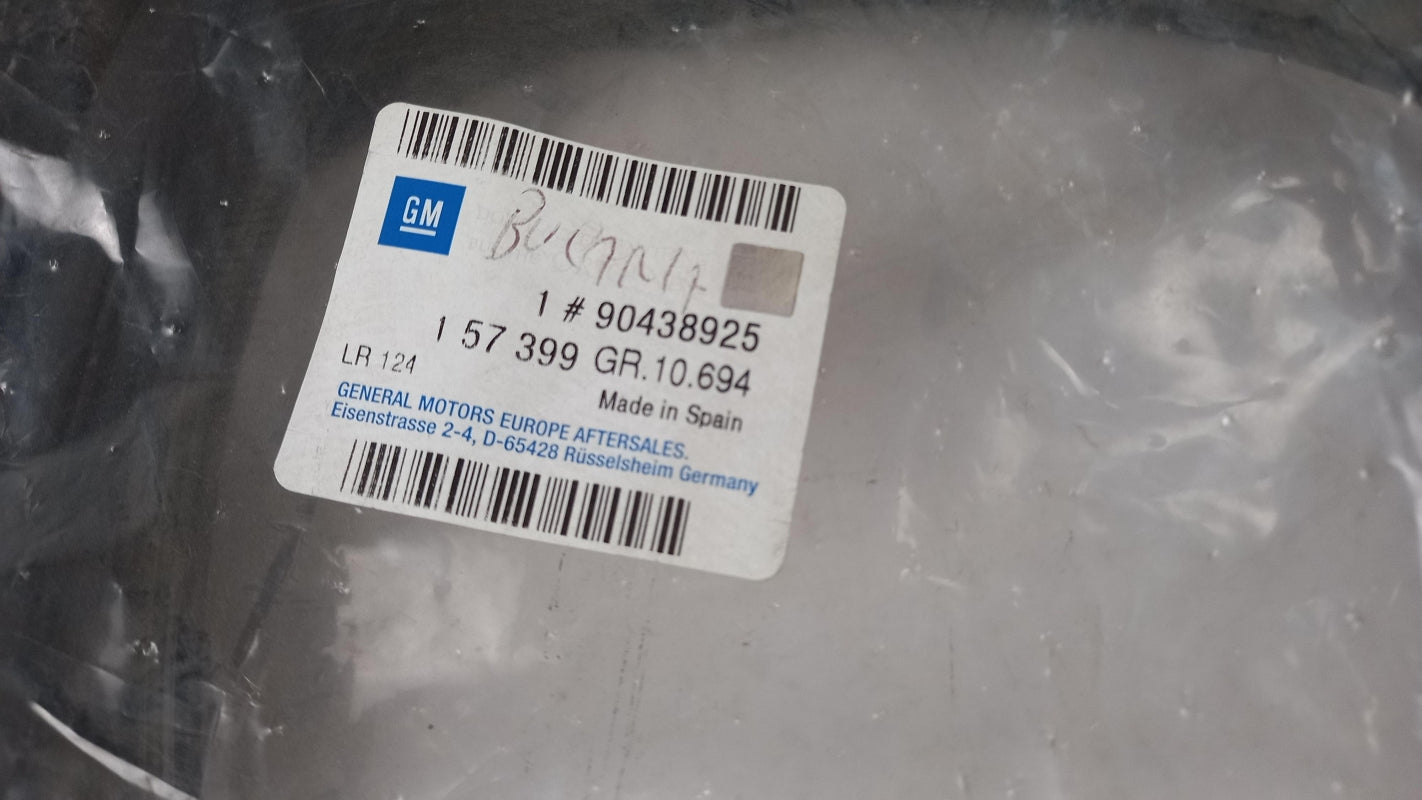 GM
1 # 90438925
1 57 399 GR.10.694
LR 124
Made in Spain
GENERAL MOTORS EUROPE AFTERSALES.
Eisenstrasse 2-4, D-65428 Rüsselsheim Germany